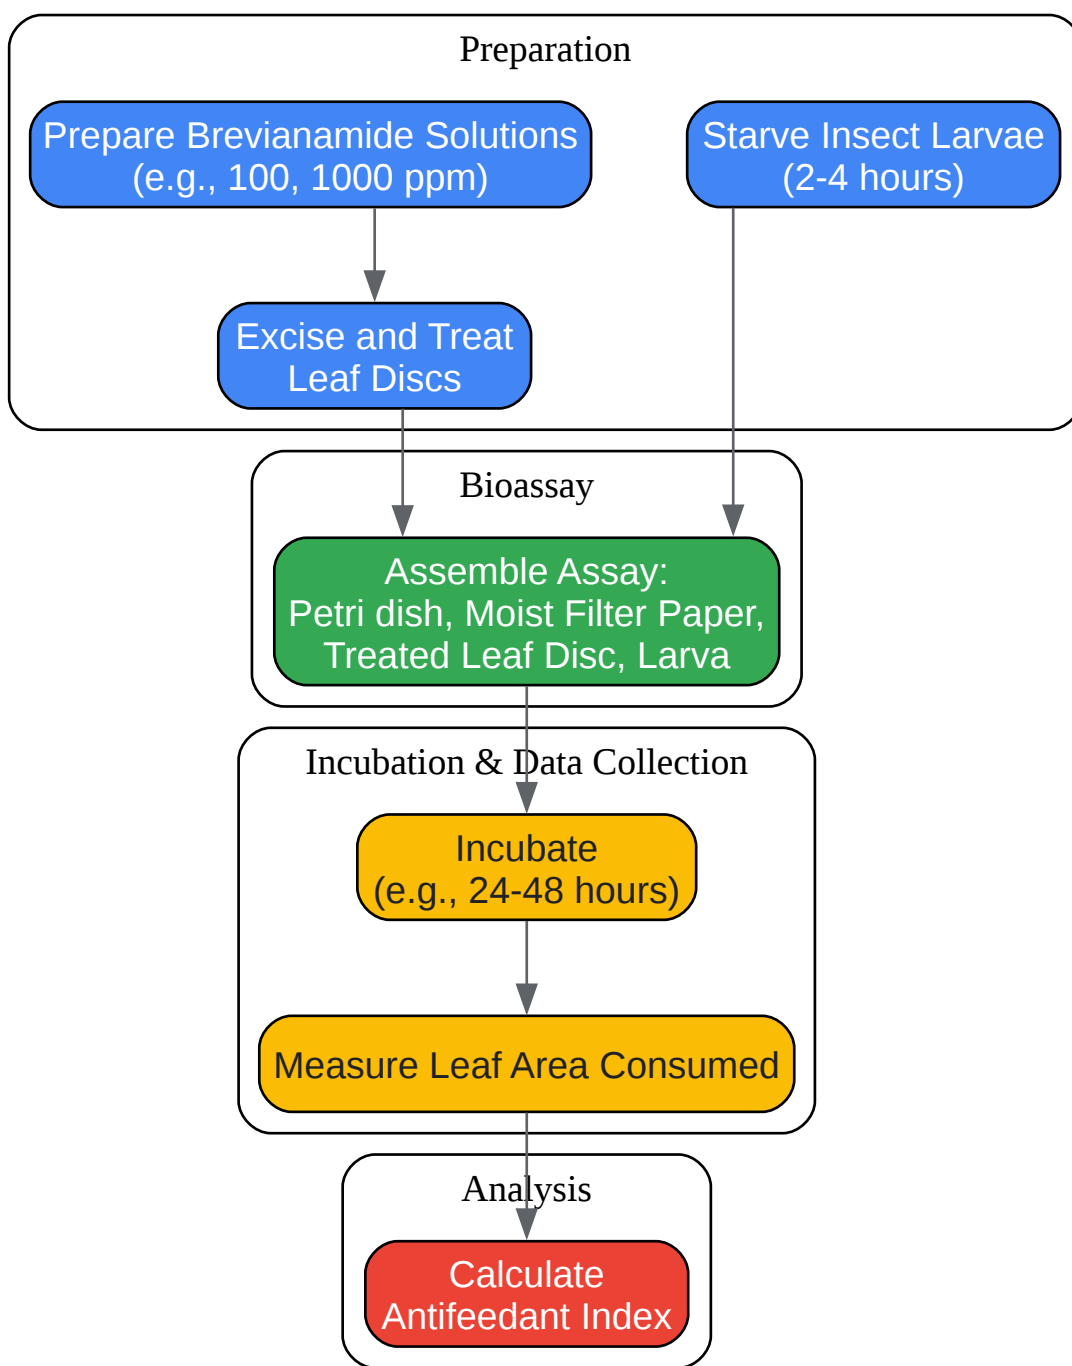 Preparation
Prepare Brevianamide Solutions
(e.g., 100, 1000 ppm)
Starve Insect Larvae
(2-4 hours)
Excise and Treat
Leaf Discs
Bioassay
Assemble Assay:
Petri dish, Moist Filter Paper,
Treated Leaf Disc, Larva
Incubation & Data Collection
Incubate
(e.g., 24-48 hours)
Measure Leaf Area Consumed
Analysis
Calculate
Antifeedant Index